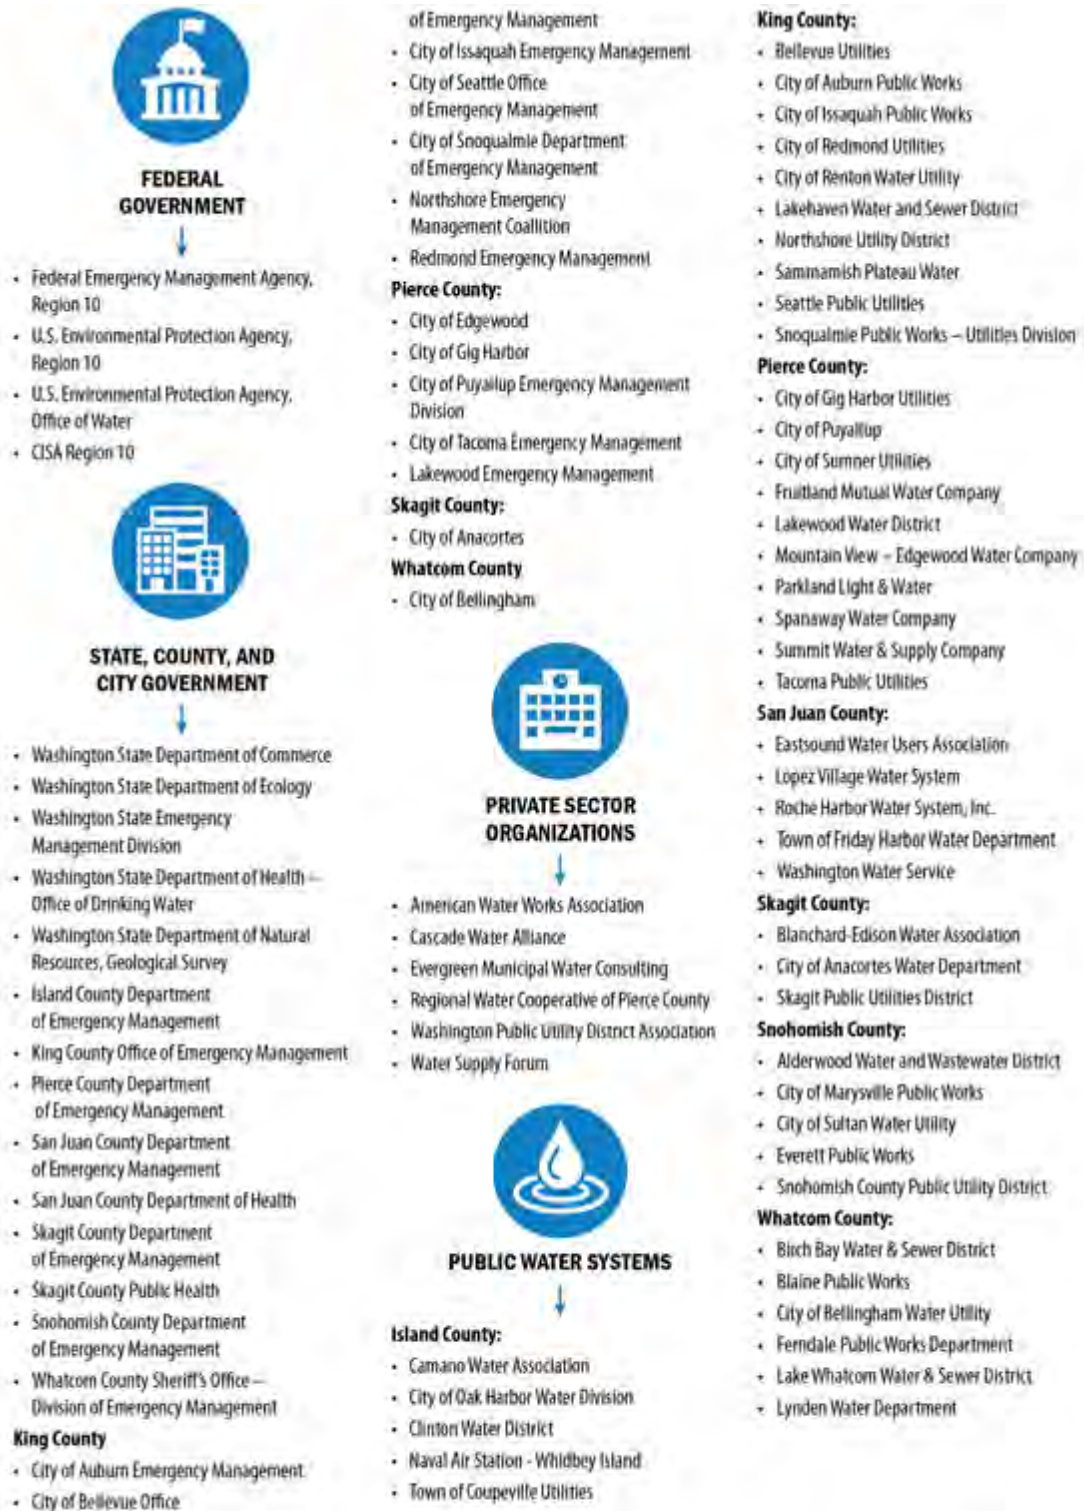 FEDERAL
GOVERNMENT
• Federal Emergency Management Agency,
Region 10
• U.S. Environmental Protection Agency,
Region 10
• U.S. Environmental Protection Agency,
Office of Water
• CISA Region 10
STATE, COUNTY, AND
CITY GOVERNMENT
• Washington State Department of Commerce
• Washington State Department of Ecology
• Washington State Emergency
Management Division
• Washington State Department of Health –
Office of Drinking Water
• Washington State Department of Natural
Resources, Geological Survey
• Island County Department
of Emergency Management
• King County Office of Emergency Management
• Pierce County Department
of Emergency Management
• San Juan County Department
of Emergency Management
• San Juan County Department of Health
• Skagit County Department
of Emergency Management
• Skagit County Public Health
• Snohomish County Department
of Emergency Management
• Whatcom County Sheriff's Office –
Division of Emergency Management
King County
• City of Auburn Emergency Management
• City of Bellevue Office
of Emergency Management
• City of Issaquah Emergency Management
• City of Seattle Office
of Emergency Management
• City of Snoqualmie Department
of Emergency Management
• Northshore Emergency
Management Coallition
• Redmond Emergency Management
Pierce County:
• City of Edgewood
• City of Gig Harbor
• City of Puyallup Emergency Management
Division
• City of Tacoma Emergency Management
• Lakewood Emergency Management
Skagit County:
• City of Anacortes
Whatcom County
• City of Bellingham
PRIVATE SECTOR
ORGANIZATIONS
• American Water Works Association
• Cascade Water Alliance
• Evergreen Municipal Water Consulting
• Regional Water Cooperative of Pierce County
• Washington Public Utility District Association
• Water Supply Forum
PUBLIC WATER SYSTEMS
Island County:
• Camano Water Association
• City of Oak Harbor Water Division
• Clinton Water District
• Naval Air Station - Whidbey Island
• Town of Coupeville Utilities
King County:
• Bellevue Utilities
• City of Auburn Public Works
• City of Issaquah Public Works
• City of Redmond Utilities
• City of Renton Water Utility
• Lakehaven Water and Sewer District
• Northshore Utility District
• Sammamish Plateau Water
• Seattle Public Utilities
• Snoqualmie Public Works – Utilities Division
Pierce County:
• City of Gig Harbor Utilities
• City of Puyallup
• City of Sumner Utilities
• Fruitland Mutual Water Company
• Lakewood Water District
• Mountain View – Edgewood Water Company
• Parkland Light & Water
• Spanaway Water Company
• Summit Water & Supply Company
• Tacoma Public Utilities
San Juan County:
• Eastsound Water Users Association
• Lopez Village Water System
• Roche Harbor Water System, Inc.
• Town of Friday Harbor Water Department
• Washington Water Service
Skagit County:
• Blanchard-Edison Water Association
• City of Anacortes Water Department
• Skagit Public Utilities District
Snohomish County:
• Alderwood Water and Wastewater District
• City of Marysville Public Works
• City of Sultan Water Utility
• Everett Public Works
• Snohomish County Public Utility District
Whatcom County:
• Birch Bay Water & Sewer District
• Blaine Public Works
• City of Bellingham Water Utility
• Ferndale Public Works Department
• Lake Whatcom Water & Sewer District
• Lynden Water Department